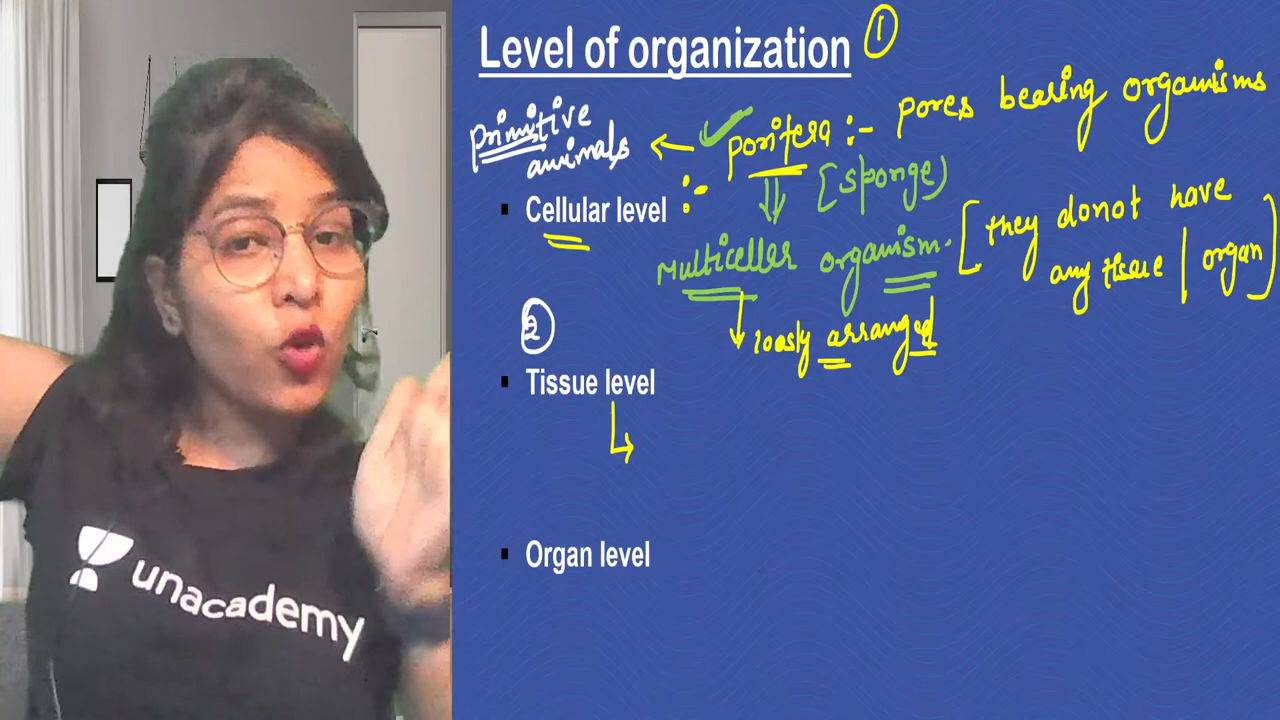 Level of organization ①
primitive animals ← ✓ porifera :- pores bearing organisms
[sponge)
▪ Cellular level :-
Multiceller organism. [they donot have
any tissue | organ]
loosly arranged
②
▪ Tissue level
▪ Organ level
unacademy